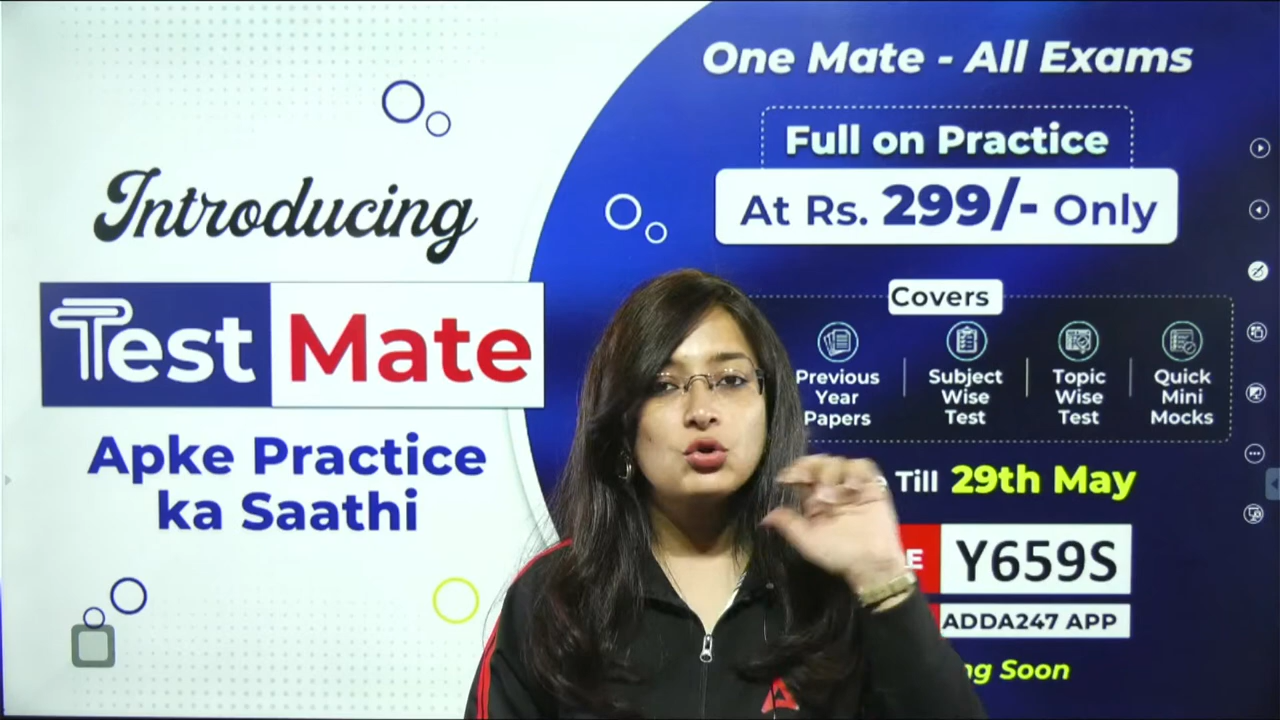 Introducing
Test Mate
Apke Practice
ka Saathi
One Mate - All Exams
Full on Practice
At Rs. 299/- Only
Covers
Previous
Year
Papers
Subject
Wise
Test
Topic
Wise
Test
Quick
Mini
Mocks
Till 29th May
Y659S
ADDA247 APP
Soon